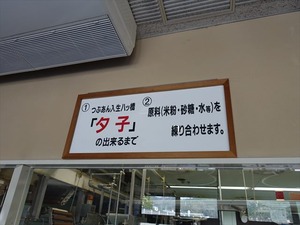 ①
つぶあん入生八ッ橋
「夕子」
の出来るまで
②
原料(米粉・砂糖・水等)を
練り合わせます。